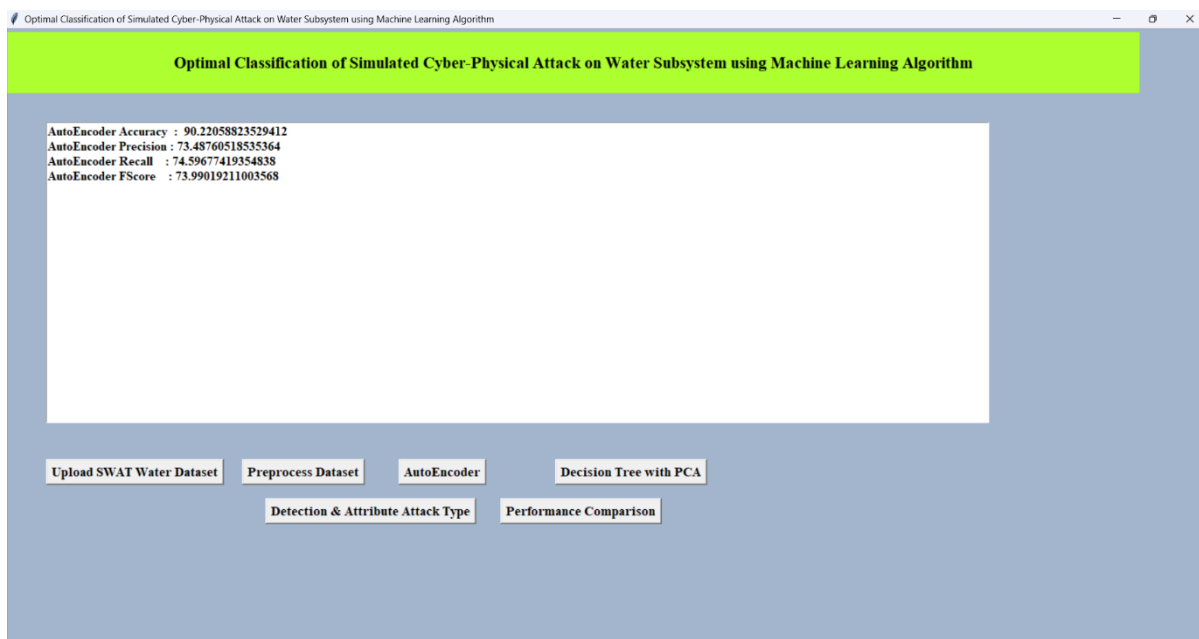 Optimal Classification of Simulated Cyber-Physical Attack on Water Subsystem using Machine Learning Algorithm
Optimal Classification of Simulated Cyber-Physical Attack on Water Subsystem using Machine Learning Algorithm
AutoEncoder Accuracy : 90.22058823529412
AutoEncoder Precision : 73.48760518535364
AutoEncoder Recall : 74.59677419354838
AutoEncoder FScore : 73.99019211003568
Upload SWAT Water Dataset Preprocess Dataset AutoEncoder Decision Tree with PCA
Detection & Attribute Attack Type Performance Comparison